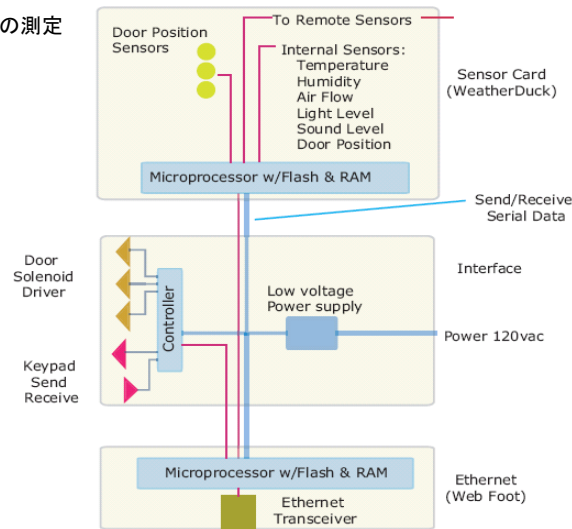 の測定
To Remote Sensors
Door Position
Sensors
Internal Sensors:
Temperature
Humidity
Air Flow
Light Level
Sound Level
Door Position
Sensor Card
(WeatherDuck)
Microprocessor w/Flash & RAM
Send/Receive
Serial Data
Door
Solenoid
Driver
Controller
Low voltage
Power supply
Interface
Power 120vac
Keypad
Send
Receive
Microprocessor w/Flash & RAM
Ethernet
(Web Foot)
Ethernet
Transceiver